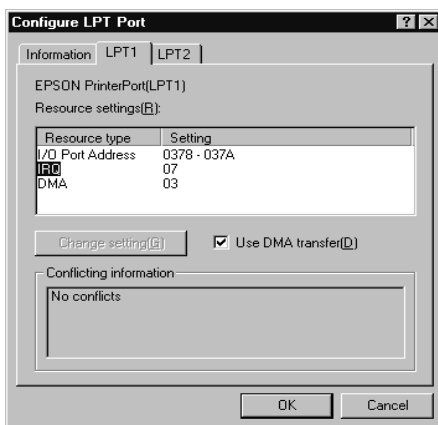 Configure LPT Port
Information LPT1 LPT2
EPSON PrinterPort(LPT1)
Resource settings(R):
Resource type Setting
I/O Port Address 0378 - 037A
IRQ 07
DMA 03
Change setting(G) Use DMA transfer(D)
Conflicting information
No conflicts
OK Cancel